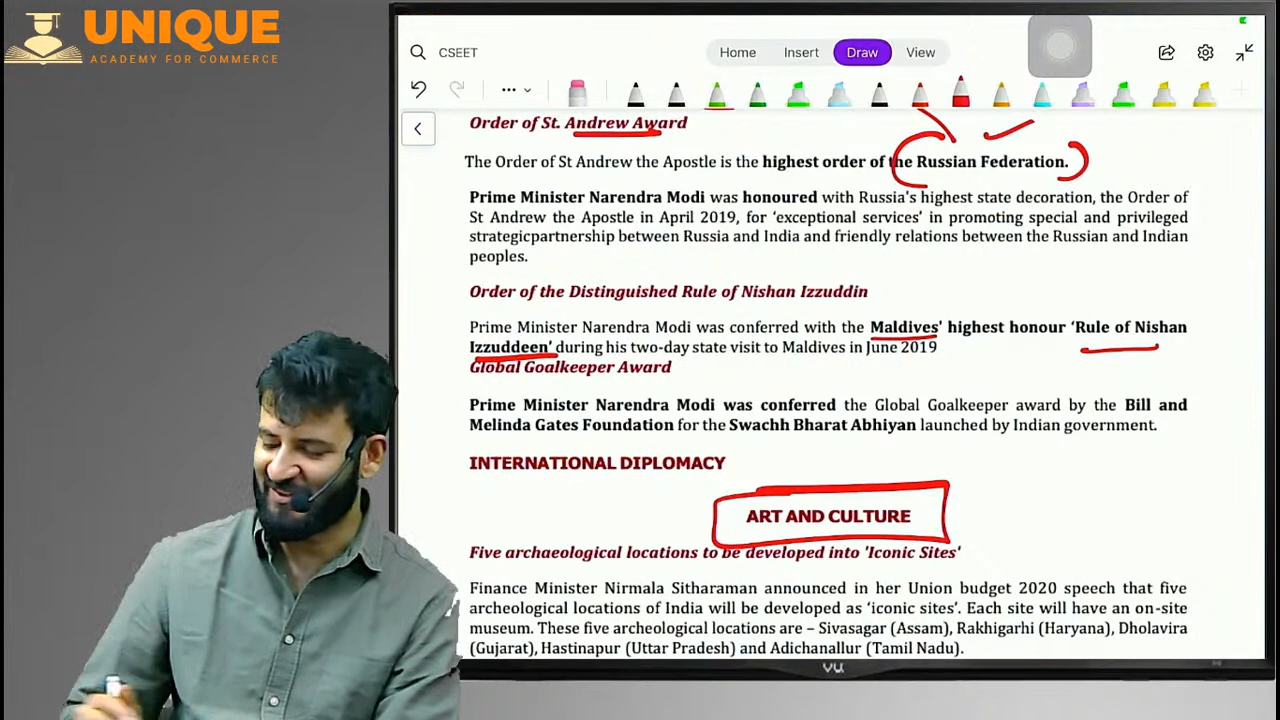 UNIQUE
ACADEMY FOR COMMERCE
CSEET
Home Insert Draw View
Order of St. Andrew Award
The Order of St Andrew the Apostle is the highest order of the Russian Federation.
Prime Minister Narendra Modi was honoured with Russia's highest state decoration, the Order of
St Andrew the Apostle in April 2019, for ‘exceptional services’ in promoting special and privileged
strategicpartnership between Russia and India and friendly relations between the Russian and Indian
peoples.
Order of the Distinguished Rule of Nishan Izzuddin
Prime Minister Narendra Modi was conferred with the Maldives' highest honour ‘Rule of Nishan
Izzuddeen’ during his two-day state visit to Maldives in June 2019
Global Goalkeeper Award
Prime Minister Narendra Modi was conferred the Global Goalkeeper award by the Bill and
Melinda Gates Foundation for the Swachh Bharat Abhiyan launched by Indian government.
INTERNATIONAL DIPLOMACY
ART AND CULTURE
Five archaeological locations to be developed into 'Iconic Sites'
Finance Minister Nirmala Sitharaman announced in her Union budget 2020 speech that five
archeological locations of India will be developed as ‘iconic sites’. Each site will have an on-site
museum. These five archeological locations are – Sivasagar (Assam), Rakhigarhi (Haryana), Dholavira
(Gujarat), Hastinapur (Uttar Pradesh) and Adichanallur (Tamil Nadu).
vu